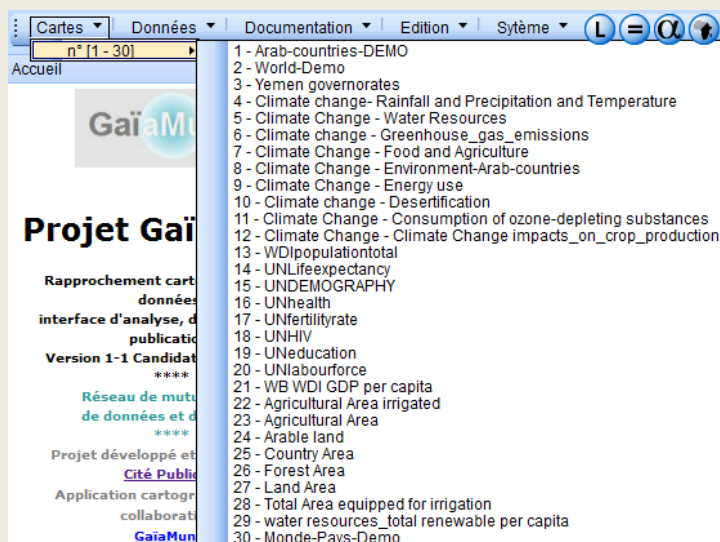 Cartes Données Documentation Edition Sytème L = α
n° [1 - 30]
Accueil
GaïaMu
Projet Gaï
Rapprochement cart
données
interface d'analyse, d
publicatio
Version 1-1 Candidat
****
Réseau de mutu
de données et d
****
Projet développé et
Cité Public
Application cartogr
collaborati
GaïaMun
1 - Arab-countries-DEMO
2 - World-Demo
3 - Yemen governorates
4 - Climate change- Rainfall and Precipitation and Temperature
5 - Climate Change - Water Resources
6 - Climate change - Greenhouse_gas_emissions
7 - Climate Change - Food and Agriculture
8 - Climate Change - Environment-Arab-countries
9 - Climate Change - Energy use
10 - Climate change - Desertification
11 - Climate Change - Consumption of ozone-depleting substances
12 - Climate Change - Climate Change impacts_on_crop_production
13 - WDIpopulationtotal
14 - UNLifeexpectancy
15 - UNDEMOGRAPHY
16 - UNhealth
17 - UNfertilityrate
18 - UNHIV
19 - UNeducation
20 - UNlabourforce
21 - WB WDI GDP per capita
22 - Agricultural Area irrigated
23 - Agricultural Area
24 - Arable land
25 - Country Area
26 - Forest Area
27 - Land Area
28 - Total Area equipped for irrigation
29 - water resources_total renewable per capita
30 - Monde-Pays-Demo